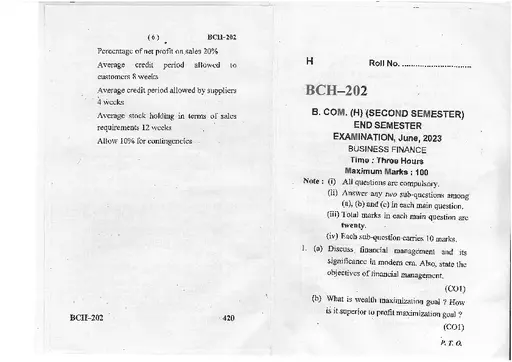 ( 6 ) BCH-202
Percentage of net profit on sales 20%
Average credit period allowed to
customers 8 weeks
Average credit period allowed by suppliers
4 weeks
Average stock holding in terms of sales
requirements 12 weeks
Allow 10% for contingencies
BCH-202 420
H Roll No. ..............................
BCH–202
B. COM. (H) (SECOND SEMESTER)
END SEMESTER
EXAMINATION, June, 2023
BUSINESS FINANCE
Time : Three Hours
Maximum Marks : 100
Note : (i) All questions are compulsory.
(ii) Answer any two sub-questions among
(a), (b) and (c) in each main question.
(iii) Total marks in each main question are
twenty.
(iv) Each sub-question carries 10 marks.
1. (a) Discuss financial management and its
significance in modern era. Also, state the
objectives of financial management.
(CO1)
(b) What is wealth maximization goal ? How
is it superior to profit maximization goal ?
(CO1)
P. T. O.